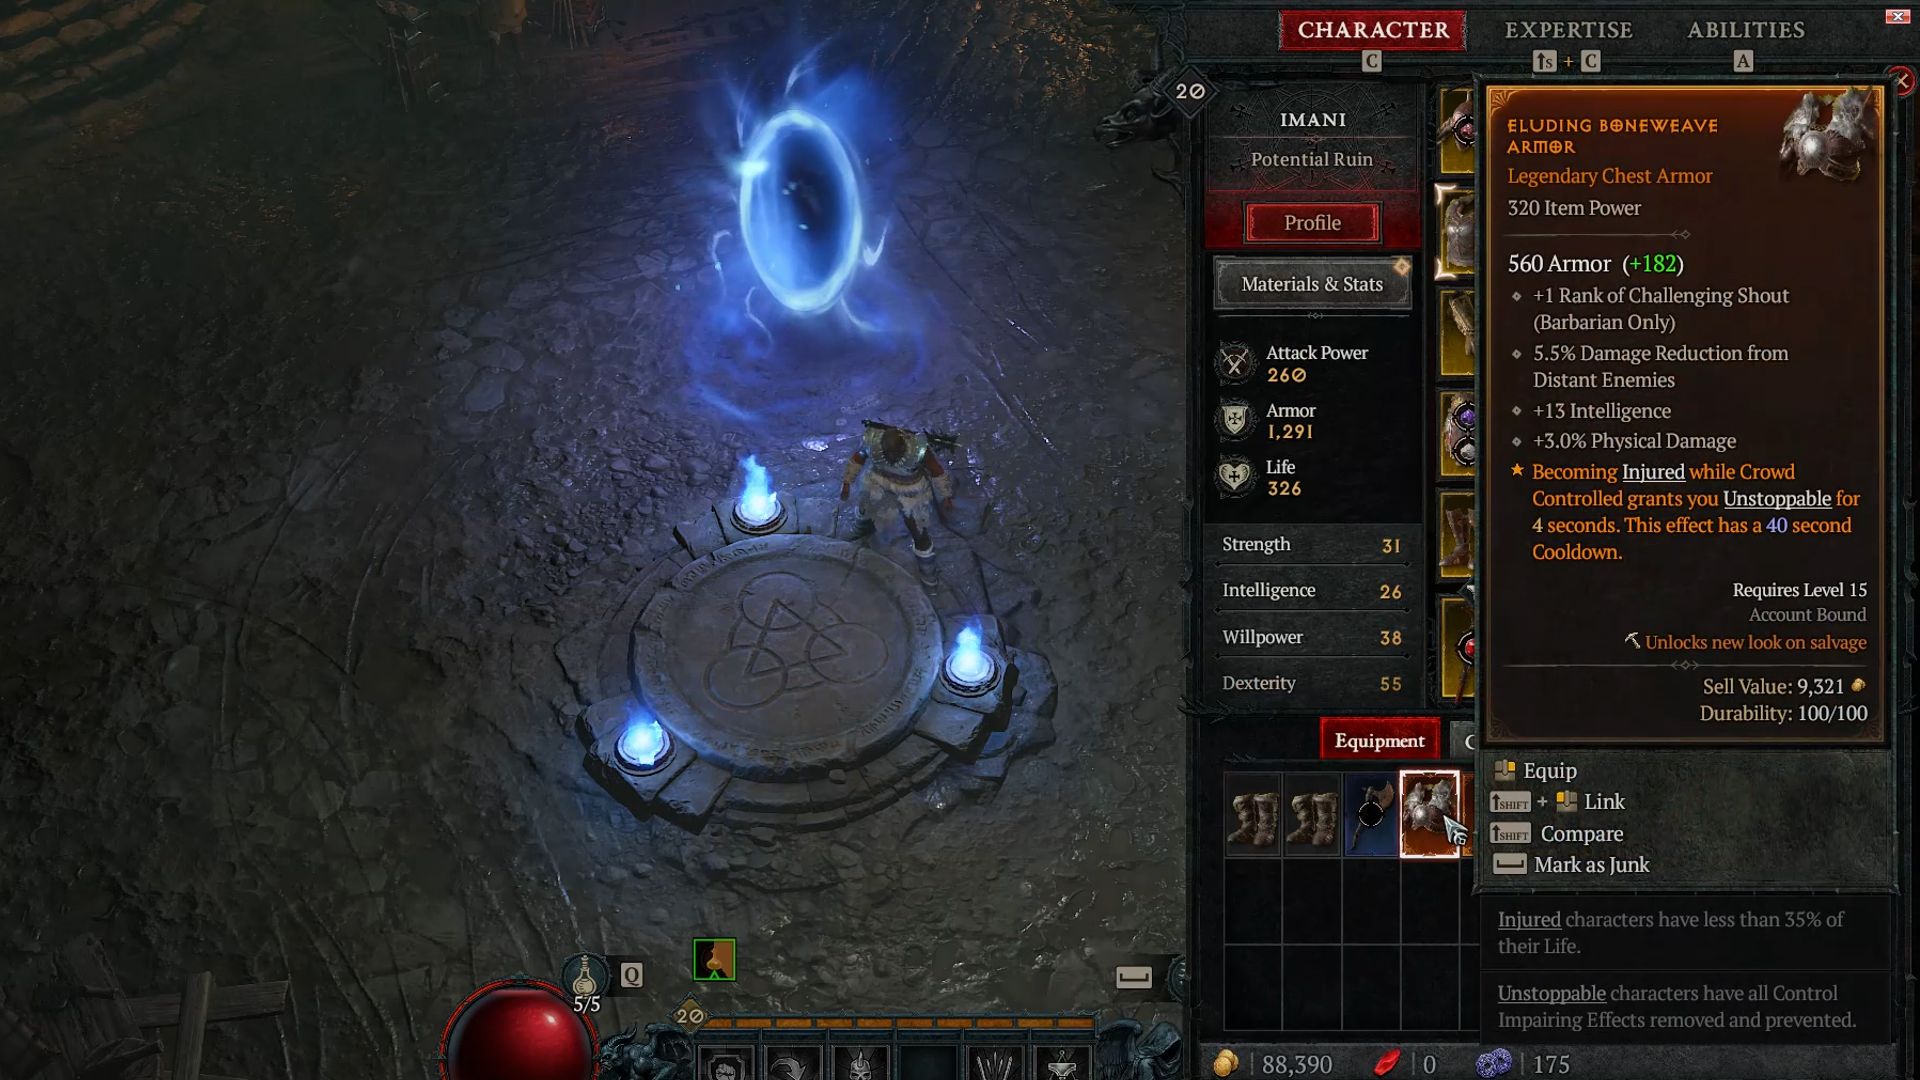 CHARACTER
C
EXPERTISE
S + C
ABILITIES
A
20
IMANI
Potential Ruin
Profile
Materials & Stats
Attack Power
260
Armor
1,291
Life
326
Strength 31
Intelligence 26
Willpower 38
Dexterity 55
Equipment
C
ELUDING BONEWEAVE
ARMOR
Legendary Chest Armor
320 Item Power
560 Armor (+182)
+1 Rank of Challenging Shout
(Barbarian Only)
5.5% Damage Reduction from
Distant Enemies
+13 Intelligence
+3.0% Physical Damage
Becoming Injured while Crowd
Controlled grants you Unstoppable for
4 seconds. This effect has a 40 second
Cooldown.
Requires Level 15
Account Bound
Unlocks new look on salvage
Sell Value: 9,321
Durability: 100/100
Equip
SHIFT + Link
SHIFT Compare
Mark as Junk
Injured characters have less than 35% of
their Life.
Unstoppable characters have all Control
Impairing Effects removed and prevented.
5/5
Q
20
88,390 0 175